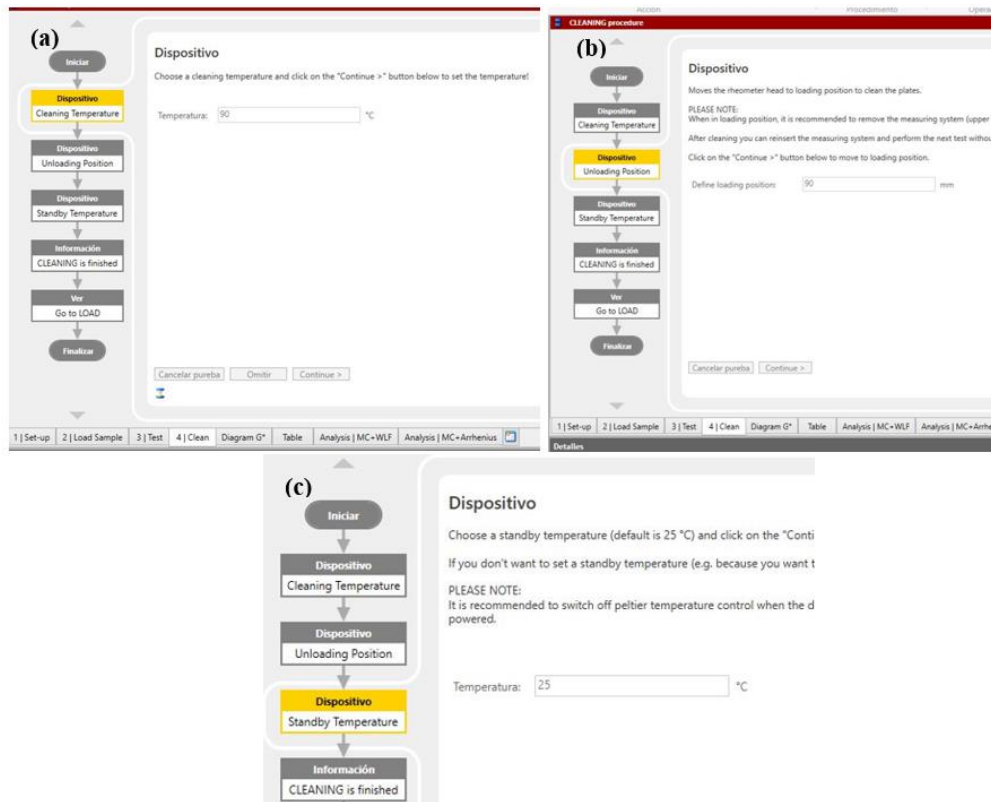 (a)
Iniciar
Dispositivo
Cleaning Temperature
Dispositivo
Unloading Position
Dispositivo
Standby Temperature
Información
CLEANING is finished
Ver
Go to LOAD
Finalizar
Dispositivo
Choose a cleaning temperature and click on the "Continue >" button below to set the temperature!
Temperatura: 90 °C
Cancelar pureba Omitir Continue >
1 | Set-up 2 | Load Sample 3 | Test 4 | Clean Diagram G* Table Analysis | MC+WLF Analysis | MC+Arrhenius
Acción Procedimiento
CLEANING procedure
(b)
Iniciar
Dispositivo
Cleaning Temperature
Dispositivo
Unloading Position
Dispositivo
Standby Temperature
Información
CLEANING is finished
Ver
Go to LOAD
Finalizar
Dispositivo
Moves the rheometer head to loading position to clean the plates.
PLEASE NOTE:
When in loading position, it is recommended to remove the measuring system (upper
After cleaning you can reinsert the measuring system and perform the next test withou
Click on the "Continue >" button below to move to loading position.
Define loading position: 90 mm
Cancelar pureba Continue >
1 | Set-up 2 | Load Sample 3 | Test 4 | Clean Diagram G* Table Analysis | MC+WLF Analysis | MC+Arrhe
Detalles
(c)
Iniciar
Dispositivo
Cleaning Temperature
Dispositivo
Unloading Position
Dispositivo
Standby Temperature
Información
CLEANING is finished
Dispositivo
Choose a standby temperature (default is 25 °C) and click on the "Conti
If you don't want to set a standby temperature (e.g. because you want t
PLEASE NOTE:
It is recommended to switch off peltier temperature control when the d
powered.
Temperatura: 25 °C